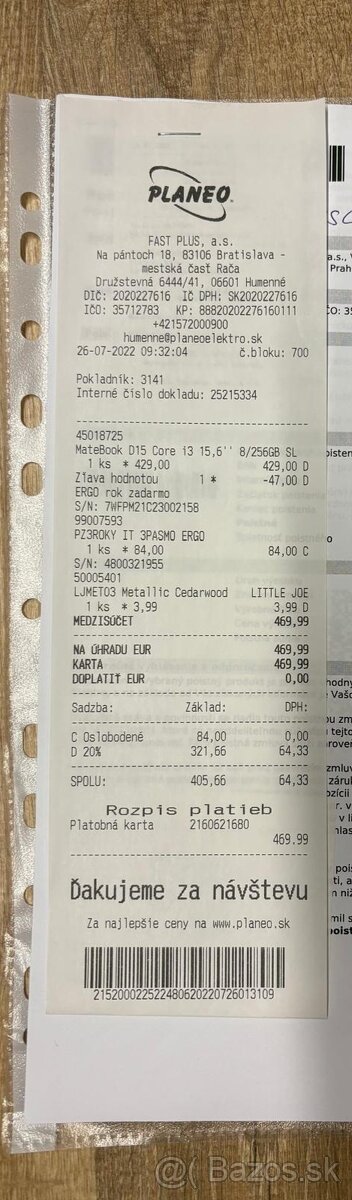 PLANEO
FAST PLUS, a.s.
Na pántoch 18, 83106 Bratislava -
mestská časť Rača
Družstevná 6444/41, 06601 Humenné
DIČ: 2020227616 IČ DPH: SK2020227616
IČO: 35712783 KP: 88820202276160111
+421572000900
humenne@planeoelektro.sk
26-07-2022 09:32:04 č.bloku: 700
Pokladník: 3141
Interné číslo dokladu: 25215334
45018725
MateBook D15 Core i3 15,6'' 8/256GB SL
1 ks * 429,00 429,00 D
Zľava hodnotou 1 * -47,00 D
ERGO rok zadarmo
S/N: 7WFPM21C23002158
99007593
PZ3ROKY IT 3PASMO ERGO
1 ks * 84,00 84,00 C
S/N: 4800321955
50005401
LJMET03 Metallic Cedarwood LITTLE JOE
1 ks * 3,99 3,99 D
MEDZISÚČET 469,99
NA ÚHRADU EUR 469,99
KARTA 469,99
DOPLATIŤ EUR 0,00
Sadzba: Základ: DPH:
C Oslobodené 84,00 0,00
D 20% 321,66 64,33
SPOLU: 405,66 64,33
Rozpis platieb
Platobná karta 2160621680
469.99
Ďakujeme za návštevu
Za najlepšie ceny na www.planeo.sk
215200022522480620220726013109
@ Bazos.sk